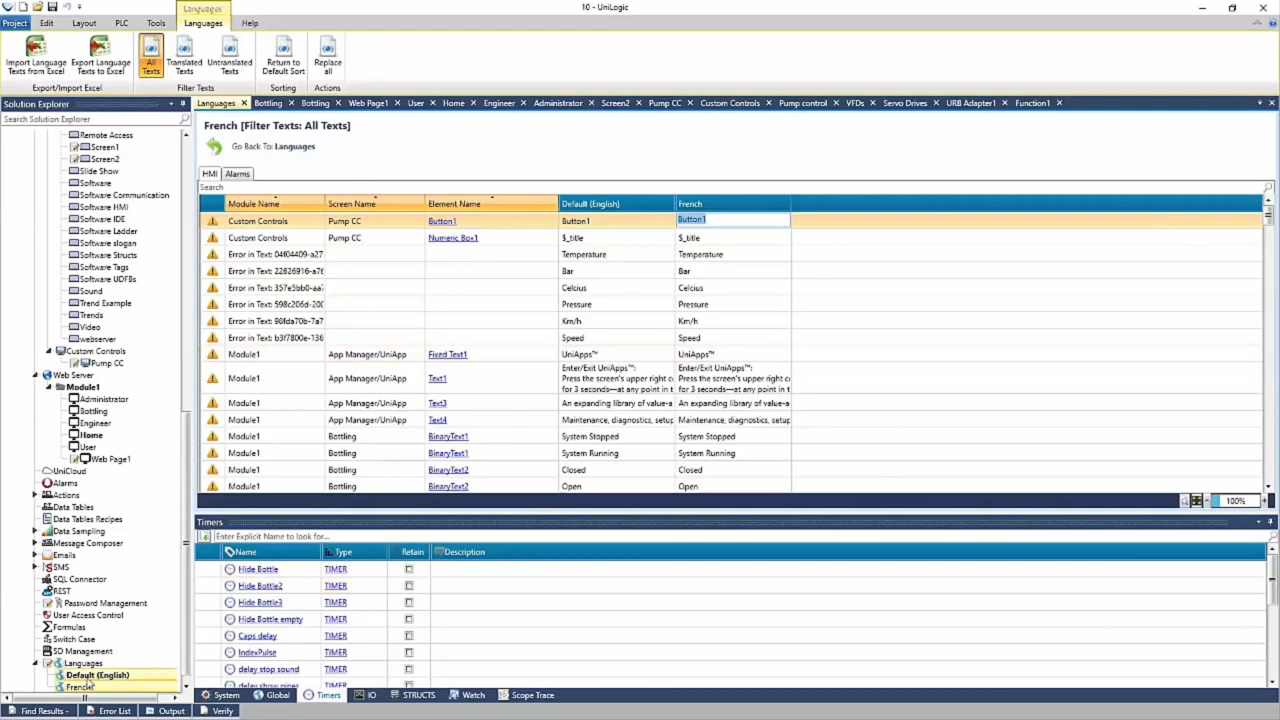 10 - UniLogic
Languages
Project Edit Layout PLC Tools Languages Help
Import Language Texts from Excel
Export Language Texts to Excel
All Texts
Translated Texts
Untranslated Texts
Return to Default Sort
Replace all
Export/Import Excel Filter Texts Sorting Actions
Solution Explorer
Search Solution Explorer
Remote Access
Screen1
Screen2
Slide Show
Software
Software Communication
Software HMI
Software IDE
Software Ladder
Software Structs
Software slogan
Software Tags
Software UDFBs
Sound
Trend Example
Trends
Video
webserver
Custom Controls
Pump CC
Web Server
Module1
Administrator
Bottling
Engineer
Home
User
Web Page1
UniCloud
Alarms
Actions
Data Tables
Data Tables Recipes
Data Sampling
Message Composer
Emails
SMS
SQL Connector
REST
Password Management
User Access Control
Formulas
Switch Case
SD Management
Languages
Default (English)
French
Languages Bottling Bottling Web Page1 User Home Engineer Administrator Screen2 Pump CC Custom Controls Pump control VFDs Servo Drives URB Adapter1 Function1
French [Filter Texts: All Texts]
Go Back To: Languages
HMI Alarms
Search
Module Name Screen Name Element Name Default (English) French
Custom Controls Pump CC Button1 Button1 Button1
Custom Controls Pump CC Numeric Box1 $_title $_title
Error in Text: 04f04409-a27 Temperature Temperature
Error in Text: 22626916-a7 Bar Bar
Error in Text: 357e5bb0-aa Celcius Celcius
Error in Text: 598c206d-20 Pressure Pressure
Error in Text: 98fda70b-7a7 Km/h Km/h
Error in Text: b3f7800e-136 Speed Speed
Module1 App Manager/UniApp Fixed Text1 UniApps™ UniApps™
Module1 App Manager/UniApp Text1 Enter/Exit UniApps™: Enter/Exit UniApps™:
Press the screen's upper right c Press the screen's upper right c
for 3 seconds—at any point in t for 3 seconds—at any point in t
Module1 App Manager/UniApp Text3 An expanding library of value-a An expanding library of value-a
Module1 App Manager/UniApp Text4 Maintenance, diagnostics, setup Maintenance, diagnostics, setup
Module1 Bottling BinaryText1 System Stopped System Stopped
Module1 Bottling BinaryText1 System Running System Running
Module1 Bottling BinaryText2 Closed Closed
Module1 Bottling BinaryText2 Open Open
100%
Timers
Enter Explicit Name to look for...
Name Type Retain Description
Hide Bottle TIMER
Hide Bottle2 TIMER
Hide Bottle3 TIMER
Hide Bottle empty TIMER
Caps delay TIMER
IndexPulse TIMER
delay stop sound TIMER
delay show pipes TIMER
System Global Timers IO STRUCTS Watch Scope Trace
Find Results - Error List Output Verify